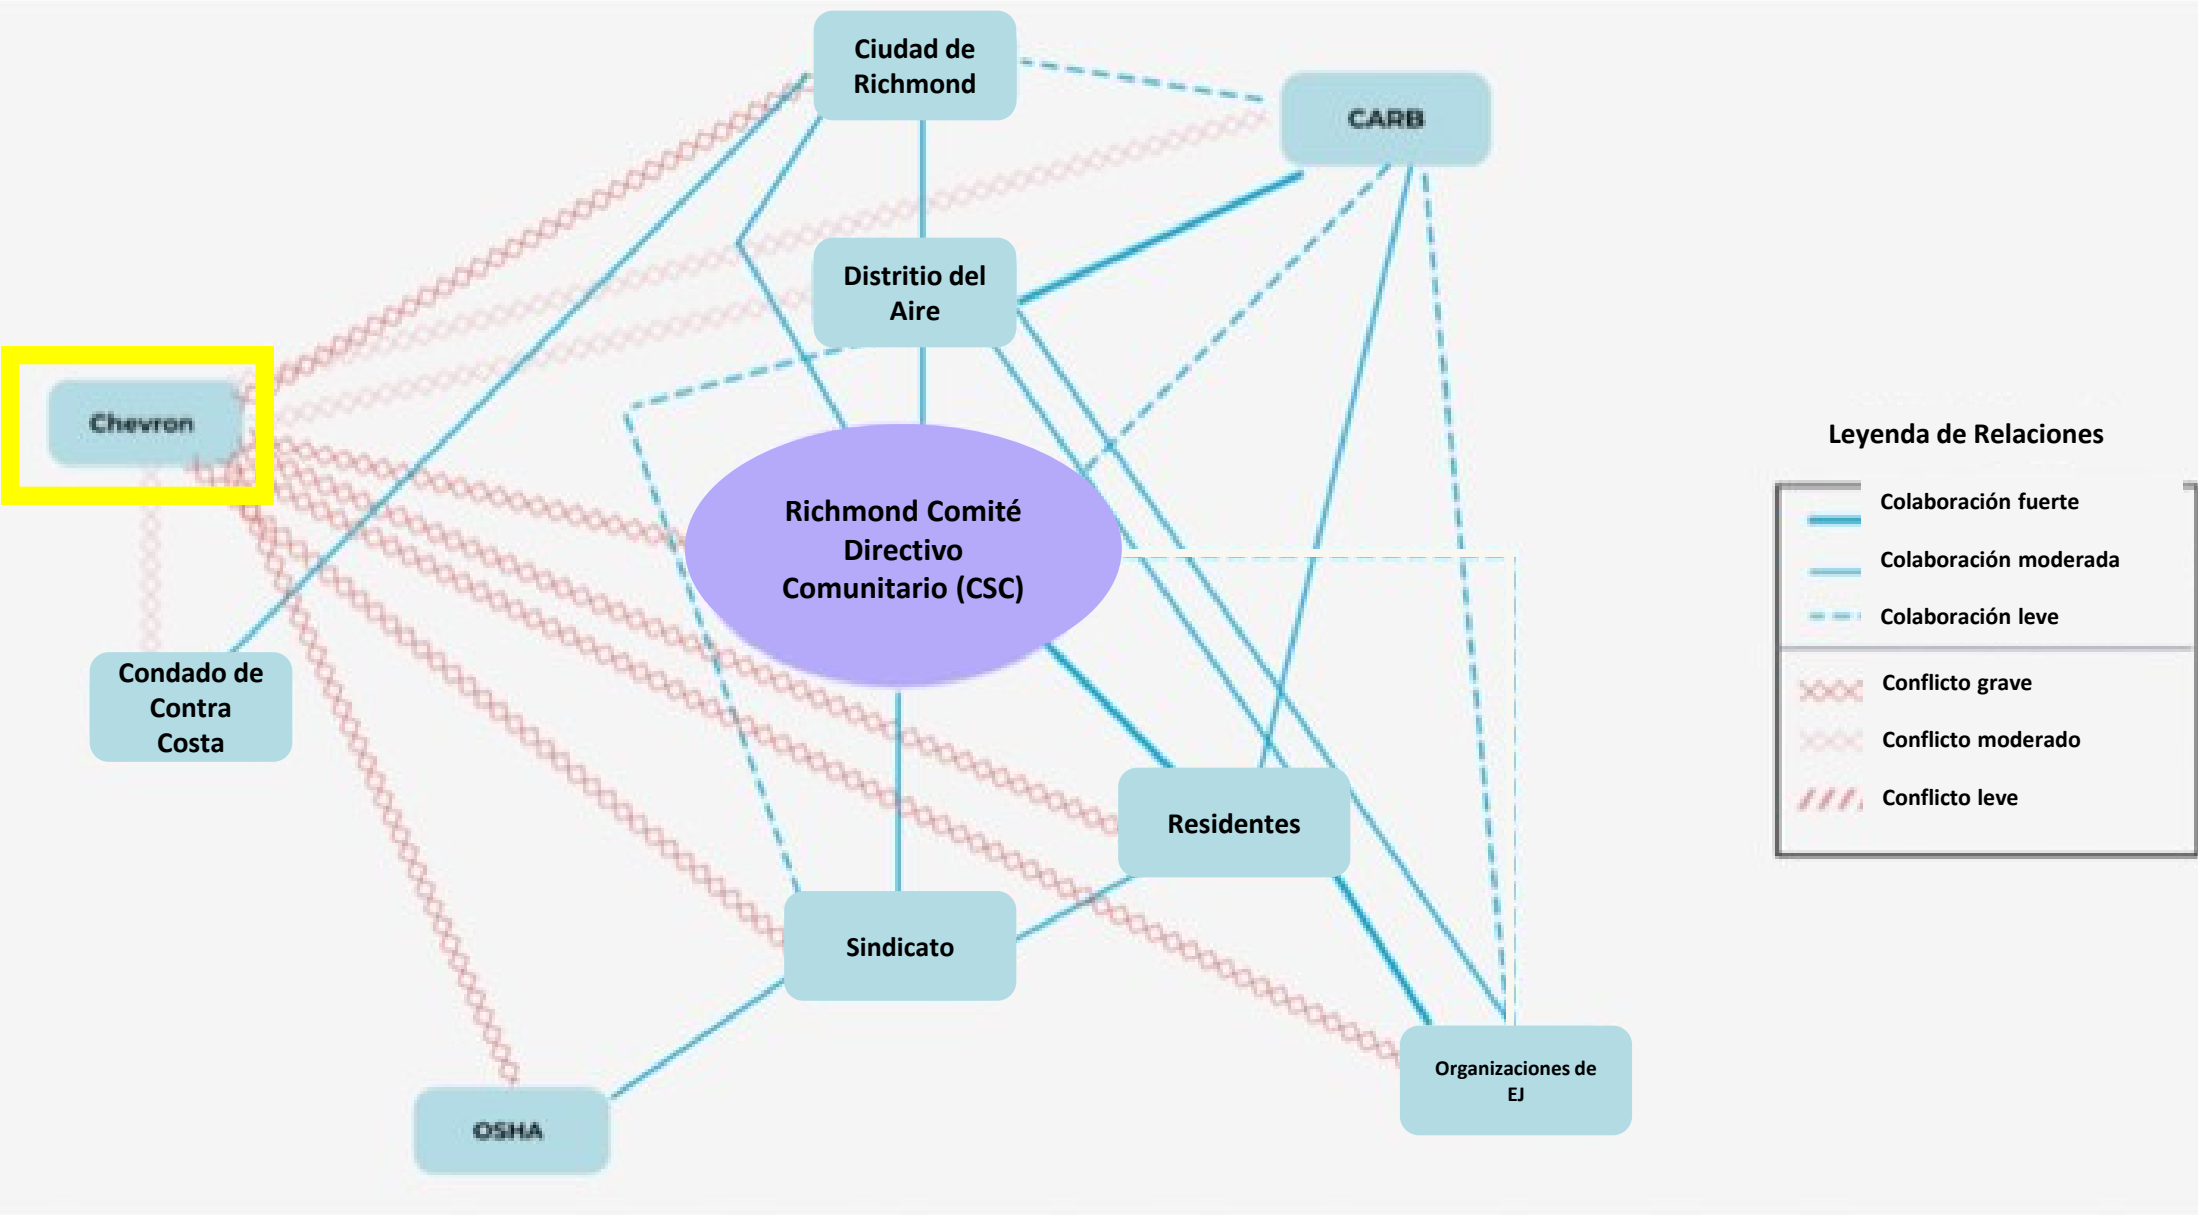 Ciudad de
Richmond
CARB
Distritio del
Aire
Chevron
Richmond Comité
Directivo
Comunitario (CSC)
Condado de
Contra
Costa
Residentes
Sindicato
Organizaciones de
EJ
OSHA
Leyenda de Relaciones
Colaboración fuerte
Colaboración moderada
Colaboración leve
Conflicto grave
Conflicto moderado
Conflicto leve